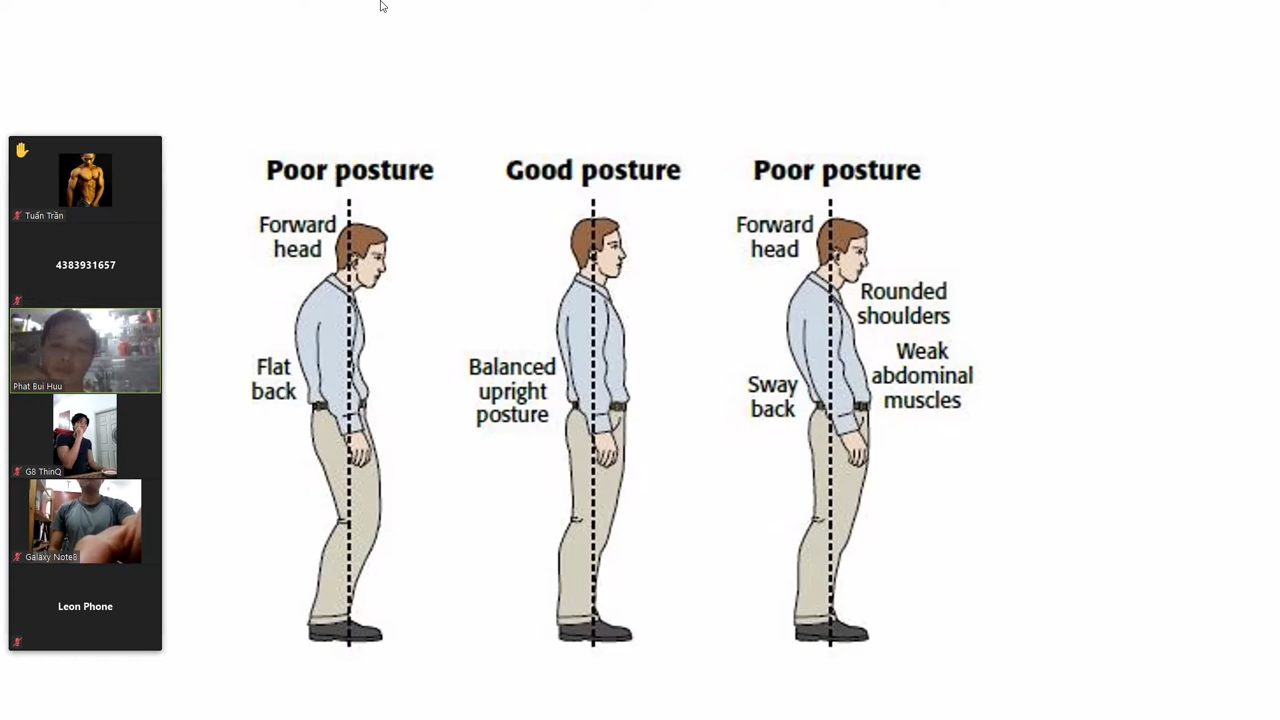 Tuấn Trần
4383931657
Phat Bui Huu
G8 ThinQ
Galaxy Note8
Leon Phone
Poor posture
Forward
head
Flat
back
Good posture
Balanced
upright
posture
Poor posture
Forward
head
Rounded
shoulders
Weak
abdominal
muscles
Sway
back